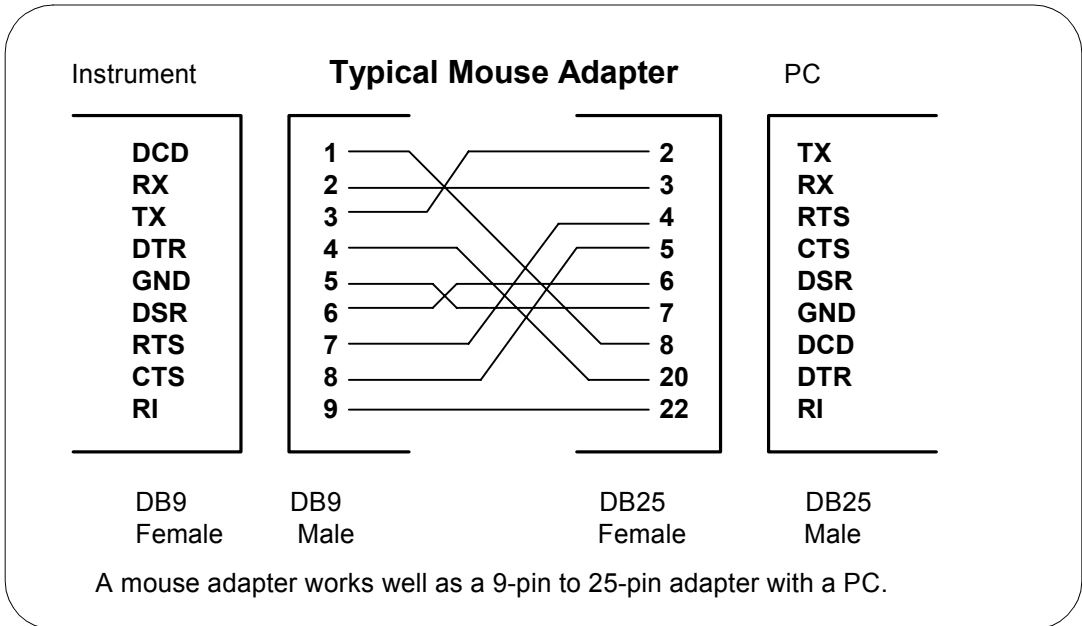 Instrument Typical Mouse Adapter PC
DCD 1 2 TX
RX 2 3 RX
TX 3 4 RTS
DTR 4 5 CTS
GND 5 6 DSR
DSR 6 7 GND
RTS 7 8 DCD
CTS 8 20 DTR
RI 9 22 RI
DB9 DB9 DB25 DB25
Female Male Female Male
A mouse adapter works well as a 9-pin to 25-pin adapter with a PC.